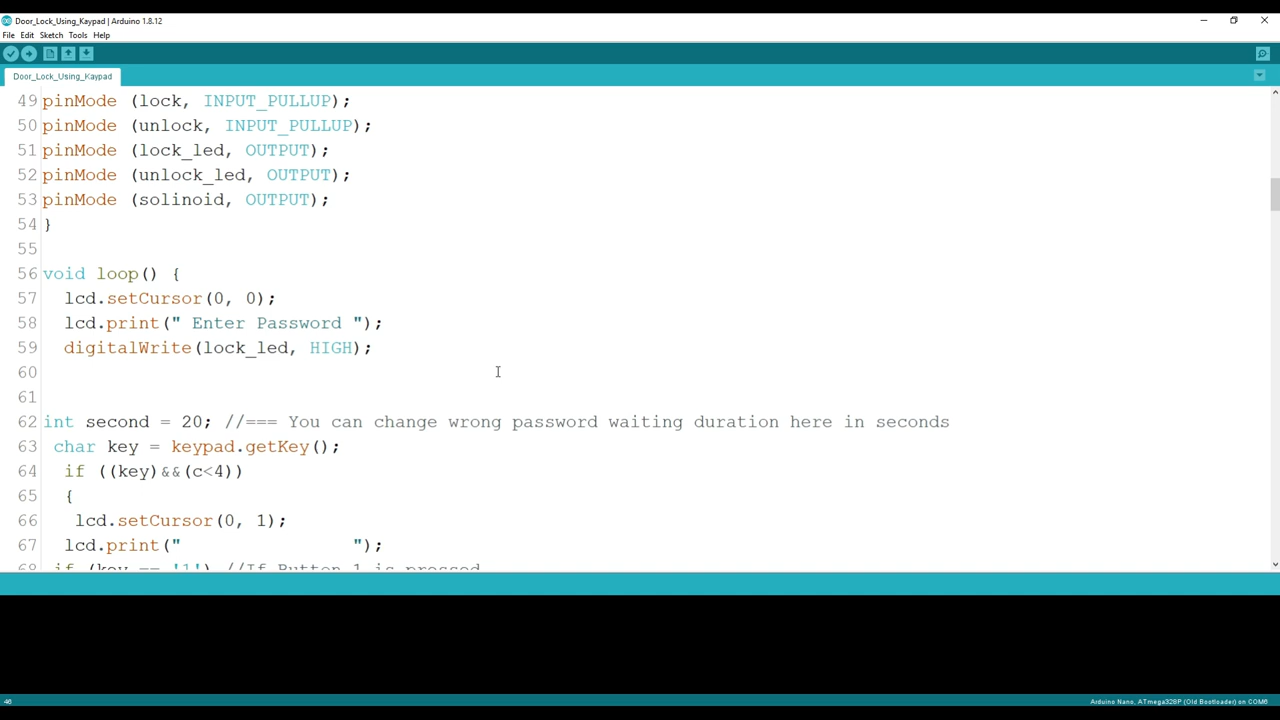 Door_Lock_Using_Kaypad | Arduino 1.8.12
File Edit Sketch Tools Help
Door_Lock_Using_Kaypad
49 pinMode (lock, INPUT_PULLUP);
50 pinMode (unlock, INPUT_PULLUP);
51 pinMode (lock_led, OUTPUT);
52 pinMode (unlock_led, OUTPUT);
53 pinMode (solinoid, OUTPUT);
54 }
55
56 void loop() {
57   lcd.setCursor(0, 0);
58   lcd.print(" Enter Password ");
59   digitalWrite(lock_led, HIGH);
60
61
62 int second = 20; //=== You can change wrong password waiting duration here in seconds
63  char key = keypad.getKey();
64   if ((key)&&(c<4))
65   {
66    lcd.setCursor(0, 1);
67   lcd.print("                ");
68  if (key == '1') //If Button 1 is pressed
46
Arduino Nano, ATmega328P (Old Bootloader) on COM6